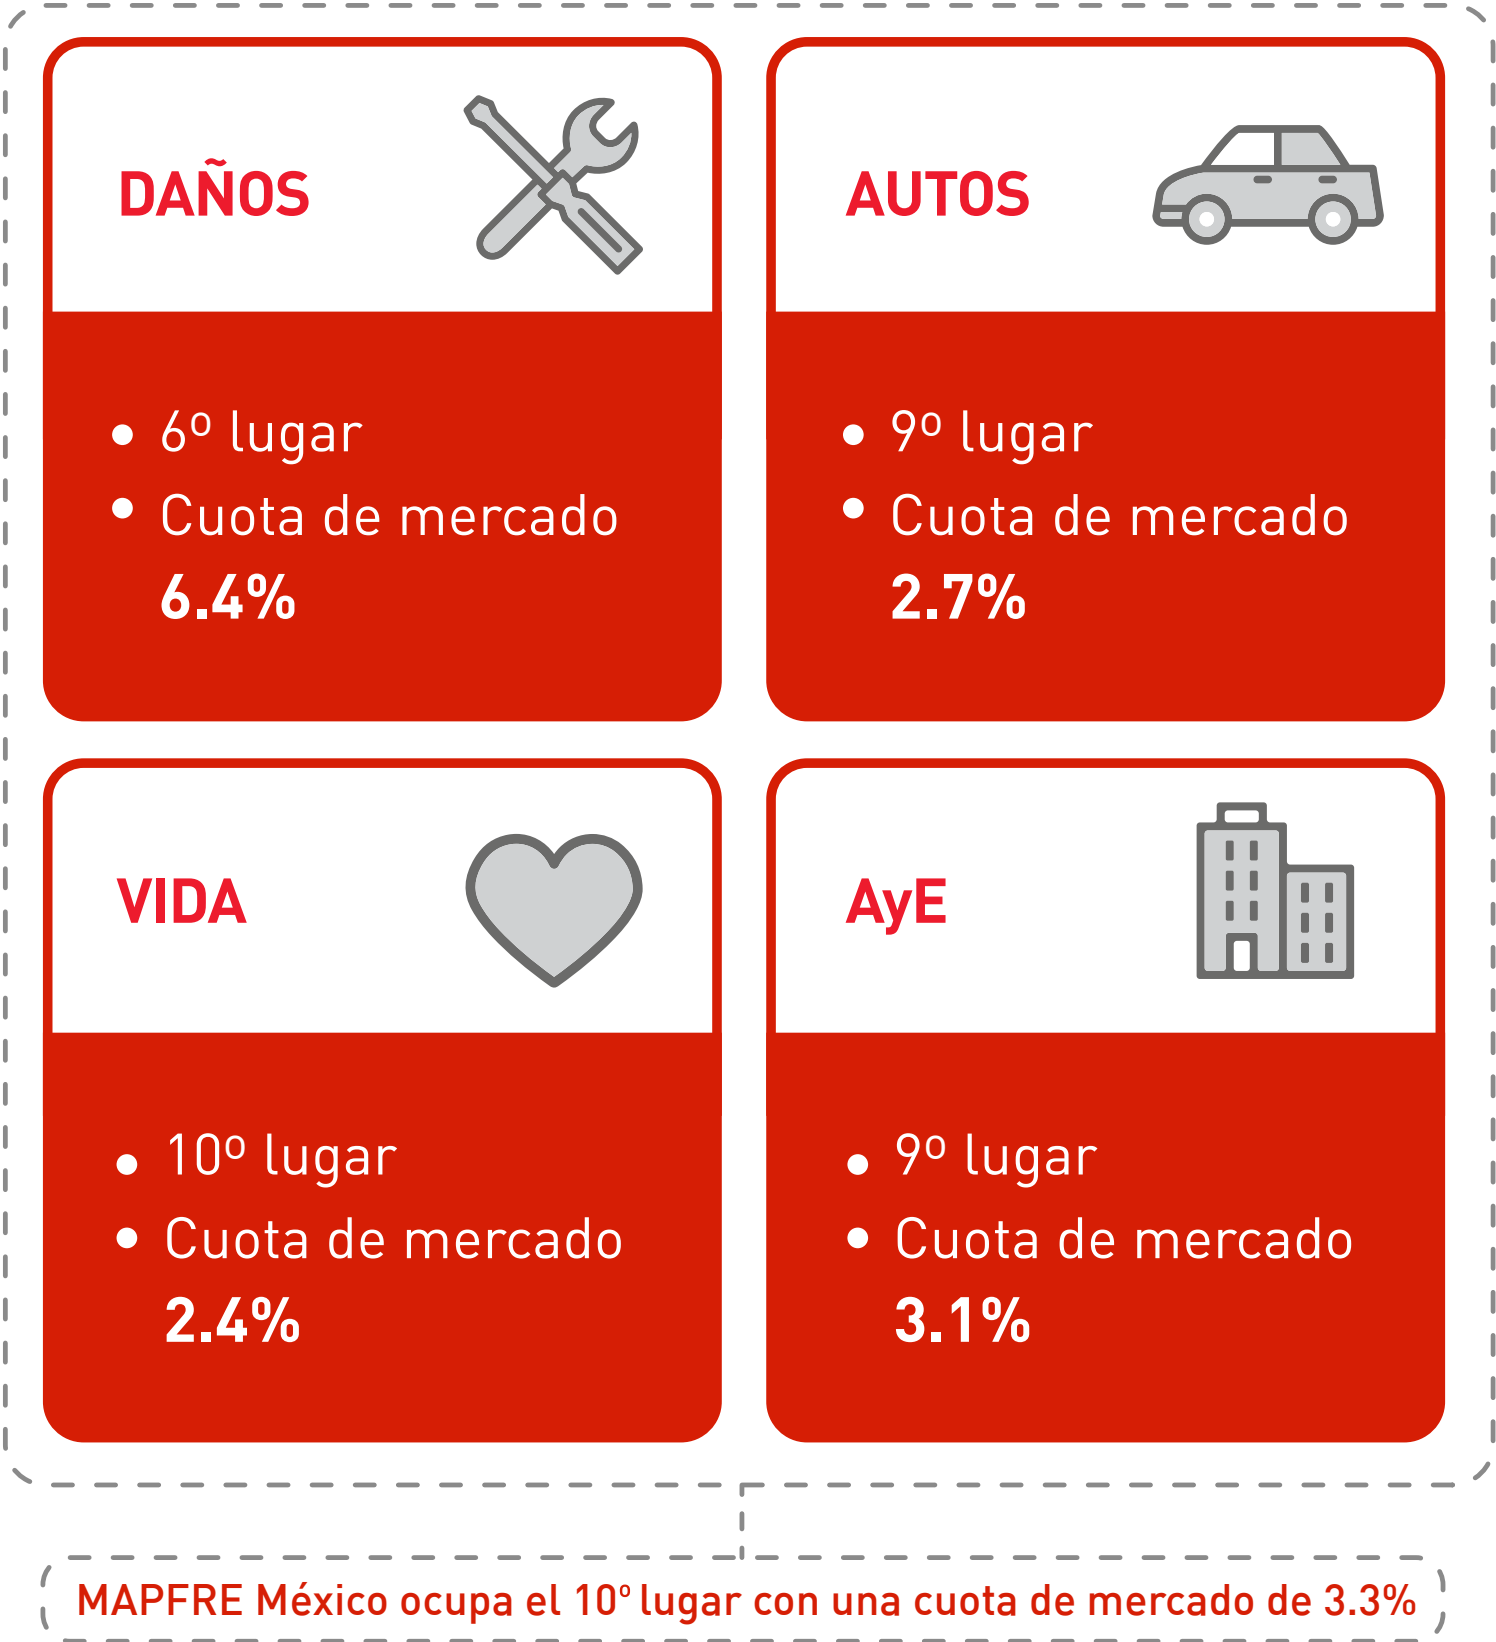 DAÑOS
• 6º lugar
• Cuota de mercado
6.4%
AUTOS
• 9º lugar
• Cuota de mercado
2.7%
VIDA
• 10º lugar
• Cuota de mercado
2.4%
AyE
• 9º lugar
• Cuota de mercado
3.1%
MAPFRE México ocupa el 10º lugar con una cuota de mercado de 3.3%